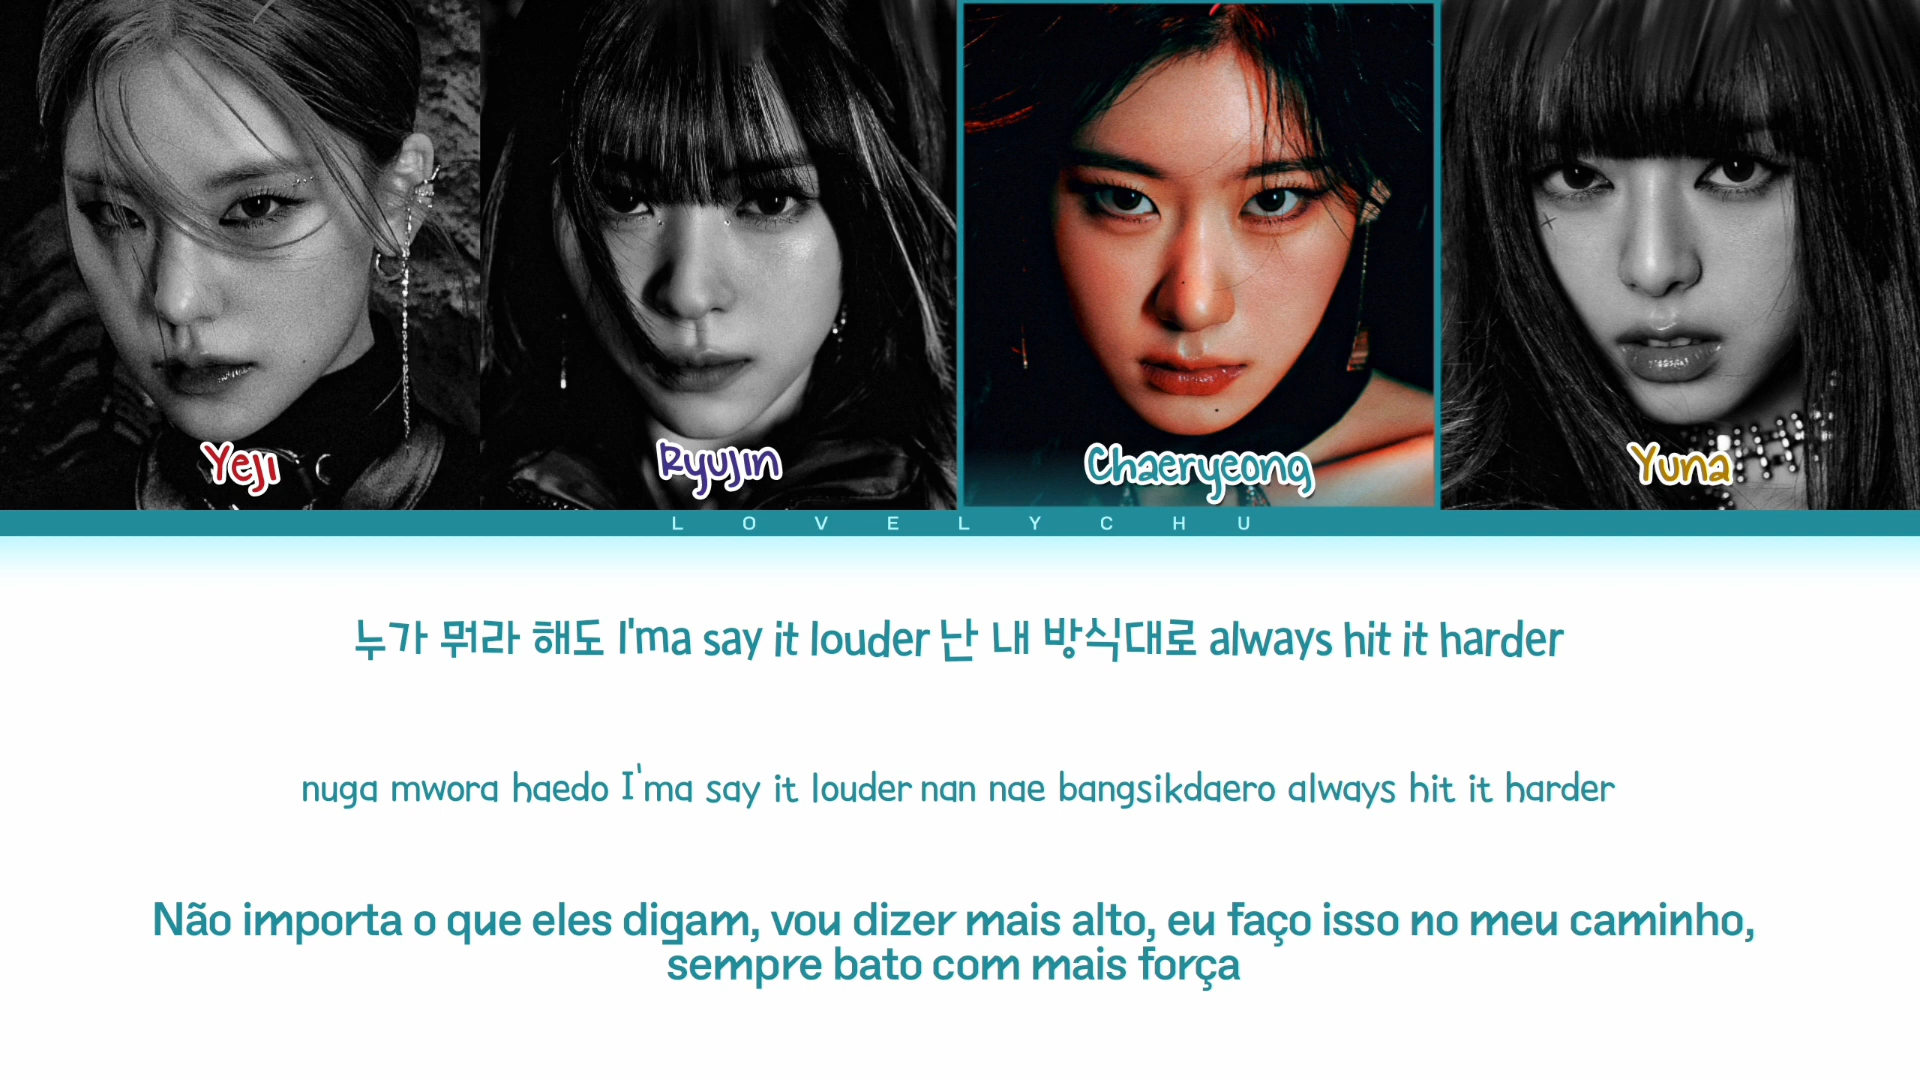 Yeji
Ryujin
Chaeryeong
Yuna
LOVELYCHU
누가 뭐라 해도 I'ma say it louder 난 내 방식대로 always hit it harder
nuga mwora haedo I'ma say it louder nan nae bangsikdaero always hit it harder
Não importa o que eles digam, vou dizer mais alto, eu faço isso no meu caminho,
sempre bato com mais força